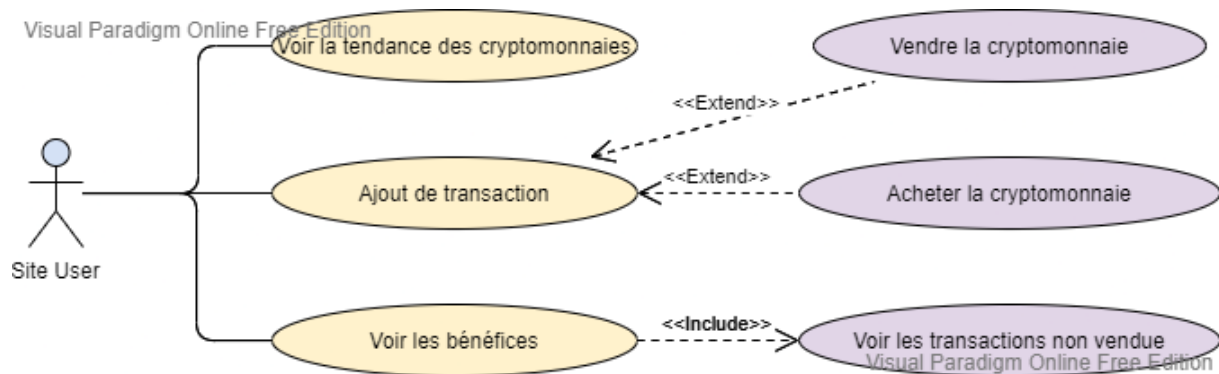 Visual Paradigm Online Free Edition
Voir la tendance des cryptomonnaies
Vendre la cryptomonnaie
<<Extend>>
Ajout de transaction
<<Extend>>
Acheter la cryptomonnaie
Site User
Voir les bénéfices
<<Include>>
Voir les transactions non vendue
Visual Paradigm Online Free Edition